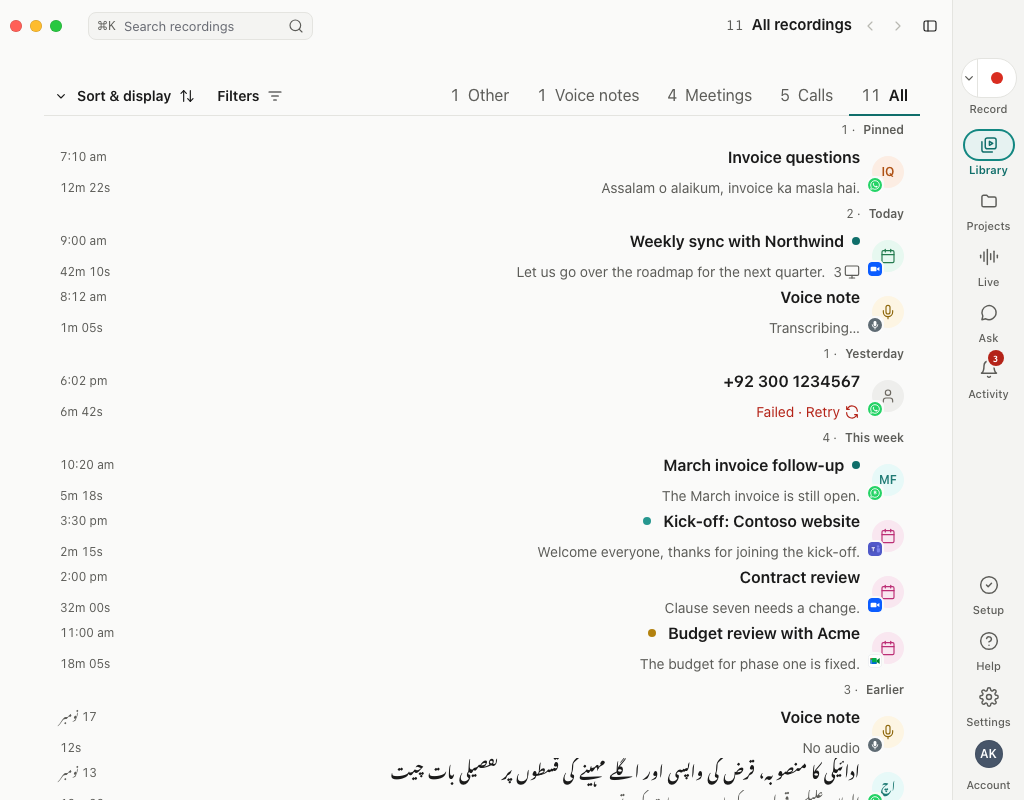 ⌘K Search recordings
11 All recordings
Sort & display
Filters
1 Other
1 Voice notes
4 Meetings
5 Calls
11 All
1 · Pinned
7:10 am
Invoice questions
IQ
12m 22s
Assalam o alaikum, invoice ka masla hai.
2 · Today
9:00 am
Weekly sync with Northwind
42m 10s
Let us go over the roadmap for the next quarter. 3
8:12 am
Voice note
1m 05s
Transcribing...
1 · Yesterday
6:02 pm
+92 300 1234567
6m 42s
Failed · Retry
4 · This week
10:20 am
March invoice follow-up
MF
5m 18s
The March invoice is still open.
3:30 pm
Kick-off: Contoso website
2m 15s
Welcome everyone, thanks for joining the kick-off.
2:00 pm
Contract review
32m 00s
Clause seven needs a change.
11:00 am
Budget review with Acme
18m 05s
The budget for phase one is fixed.
3 · Earlier
17 نومبر
Voice note
12s
No audio
13 نومبر
ادائیگی کا منصوبہ، قرض کی واپسی اور اگلے مہینے کی قسطوں پر تفصیلی بات چیت
اچ
Record
Library
Projects
Live
Ask
3
Activity
Setup
Help
Settings
AK
Account